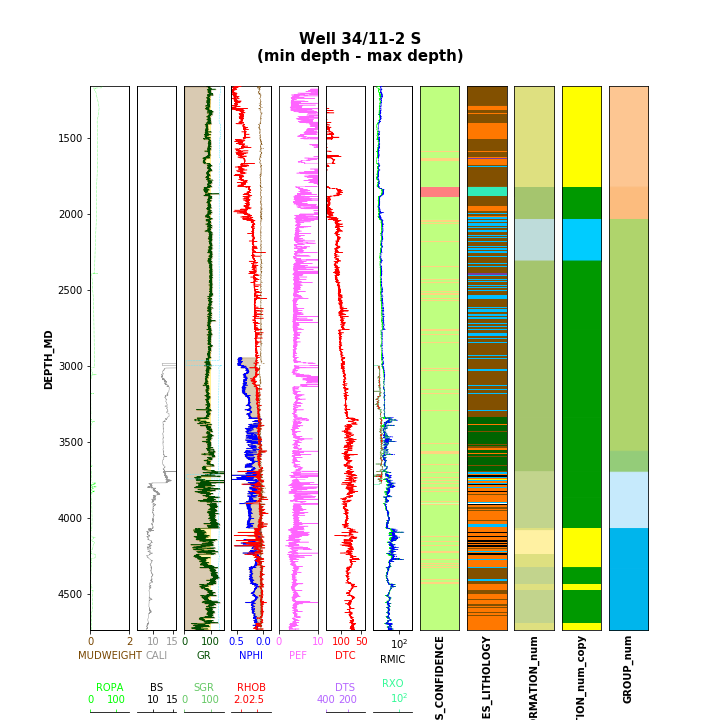 Well 34/11-2 S
(min depth - max depth)
DEPTH_MD
1500
2000
2500
3000
3500
4000
4500
0 2
MUDWEIGHT
10 15
CALI
0 100
GR
0.5 0.0
NPHI
0 10
PEF
100 50
DTC
10²
RMIC
S_CONFIDENCE
ES_LITHOLOGY
RMATION_num
TION_num_copy
GROUP_num
ROPA
0 100
BS
10 15
SGR
0 100
RHOB
2.02.5
DTS
400 200
RXO
10²